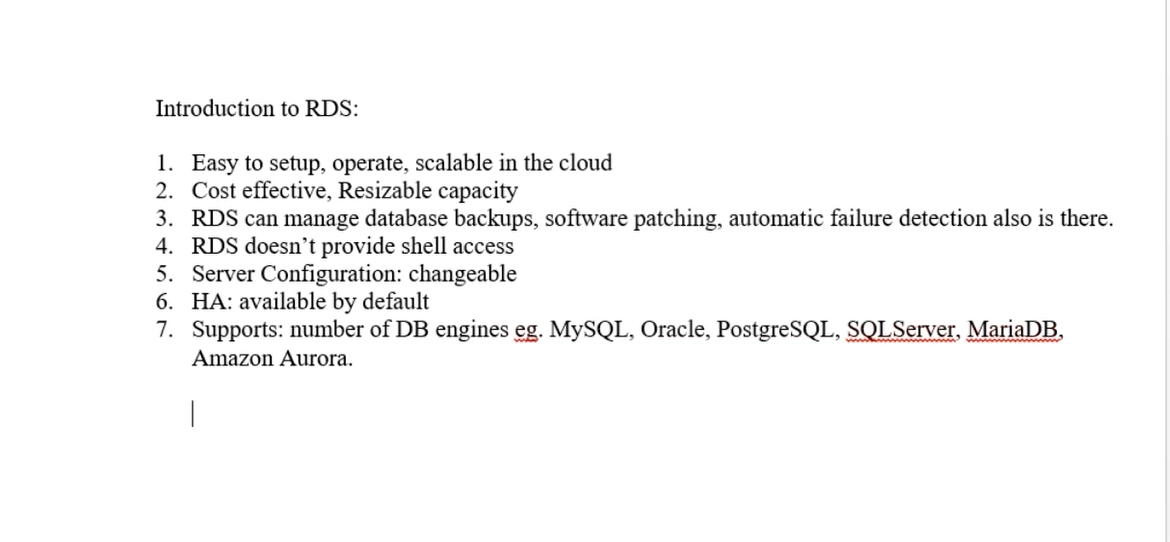 Introduction to RDS:
1. Easy to setup, operate, scalable in the cloud
2. Cost effective, Resizable capacity
3. RDS can manage database backups, software patching, automatic failure detection also is there.
4. RDS doesn’t provide shell access
5. Server Configuration: changeable
6. HA: available by default
7. Supports: number of DB engines eg. MySQL, Oracle, PostgreSQL, SQLServer, MariaDB,
Amazon Aurora.